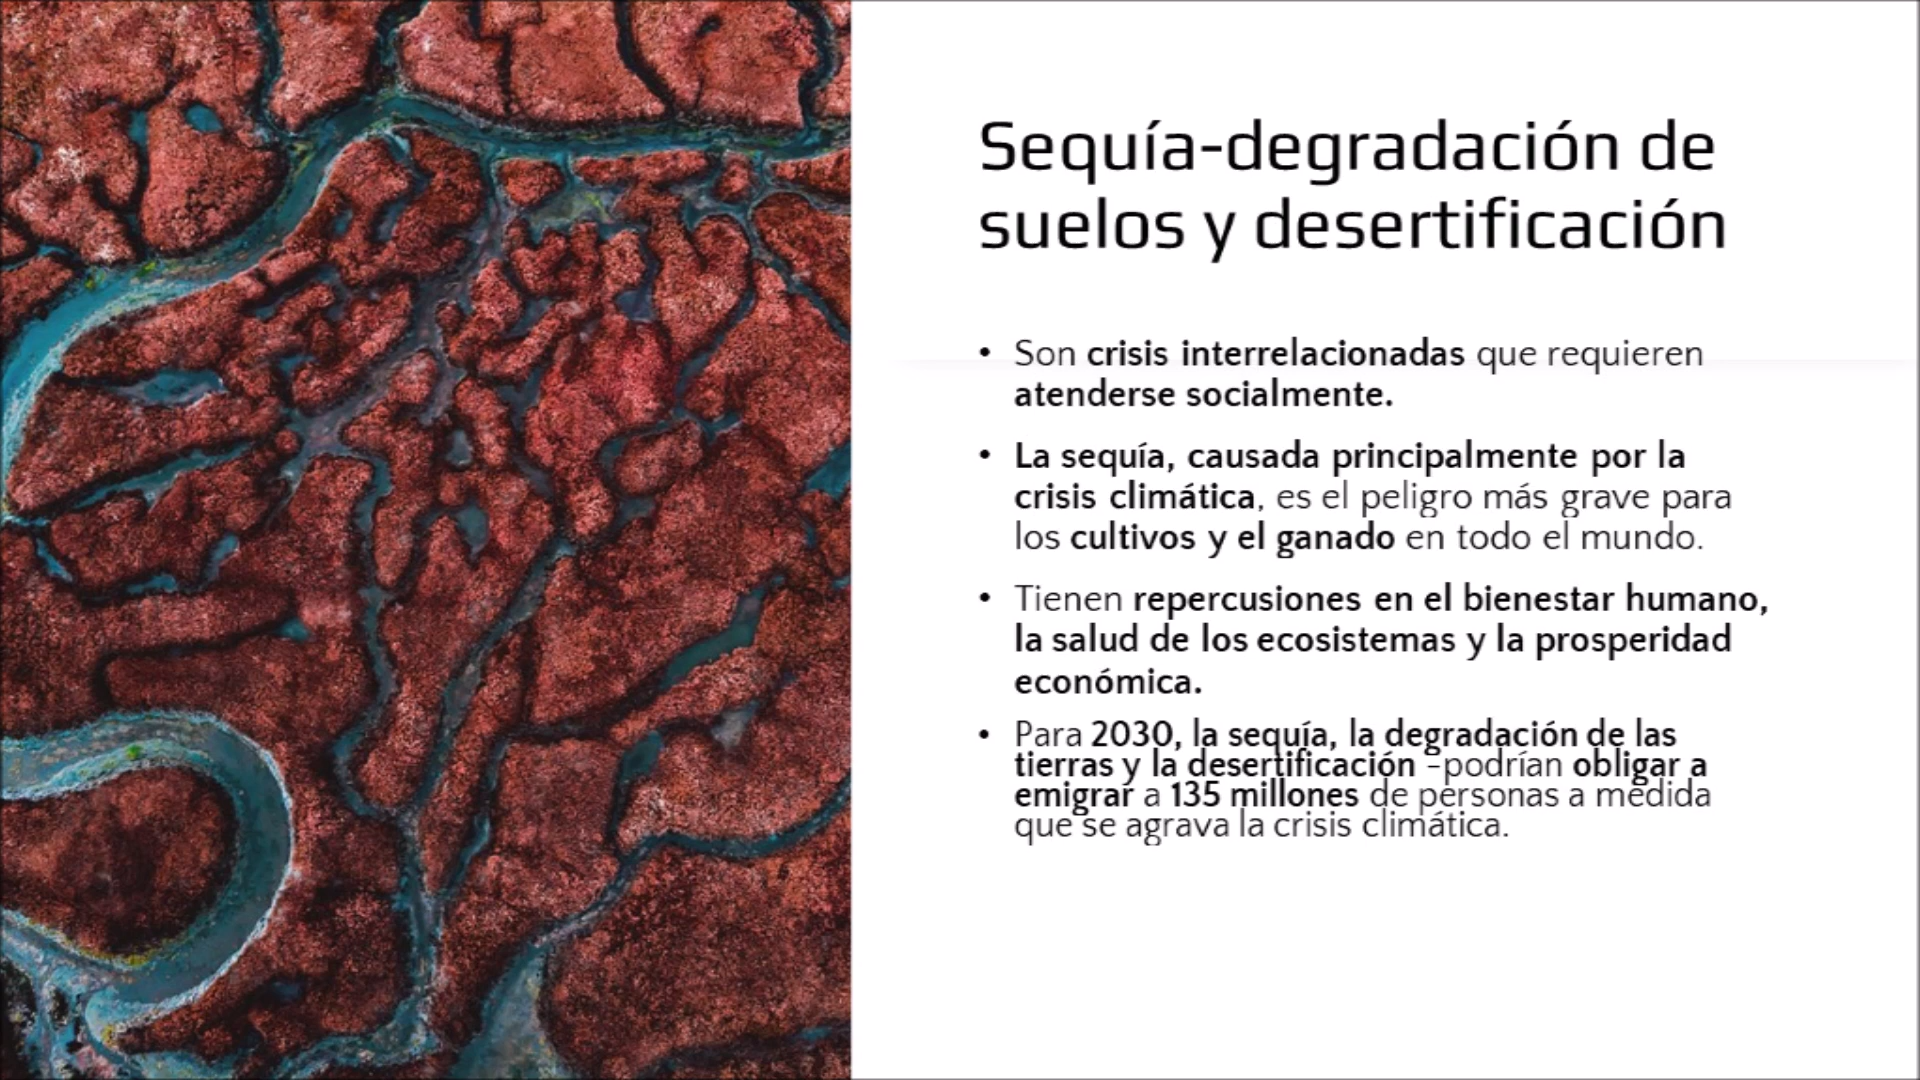 Sequía-degradación de
suelos y desertificación
• Son crisis interrelacionadas que requieren
atenderse socialmente.
• La sequía, causada principalmente por la
crisis climática, es el peligro más grave para
los cultivos y el ganado en todo el mundo.
• Tienen repercusiones en el bienestar humano,
la salud de los ecosistemas y la prosperidad
económica.
• Para 2030, la sequía, la degradación de las
tierras y la desertificación –podrían obligar a
emigrar a 135 millones de personas a medida
que se agrava la crisis climática.